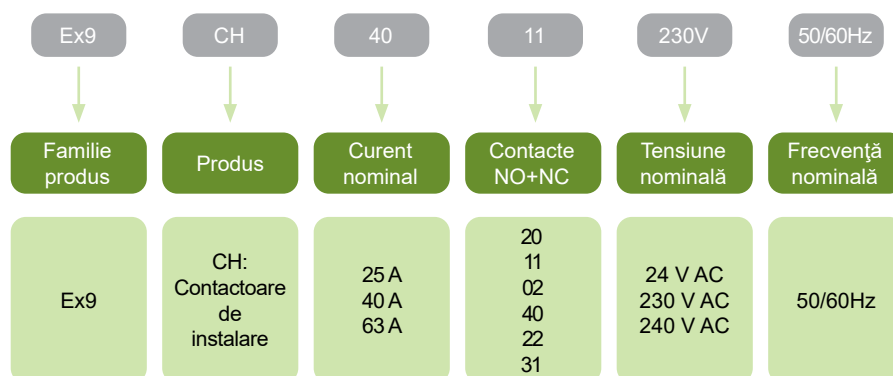 Ex9
CH
40
11
230V
50/60Hz
Familie
produs
Produs
Curent
nominal
Contacte
NO+NC
Tensiune
nominală
Frecvenţă
nominală
Ex9
CH:
Contactoare
de
instalare
25 A
40 A
63 A
20
11
02
40
22
31
24 V AC
230 V AC
240 V AC
50/60Hz